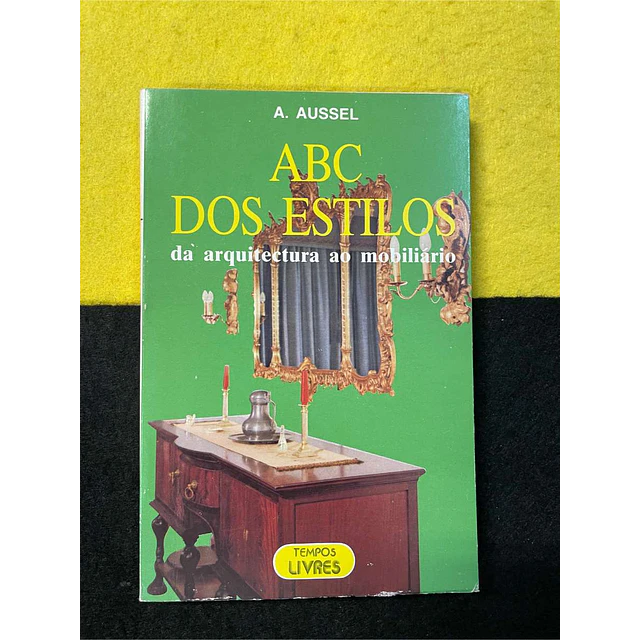 A. AUSSEL
ABC
DOS ESTILOS
da arquitectura ao mobiliário
TEMPOS
LIVRES